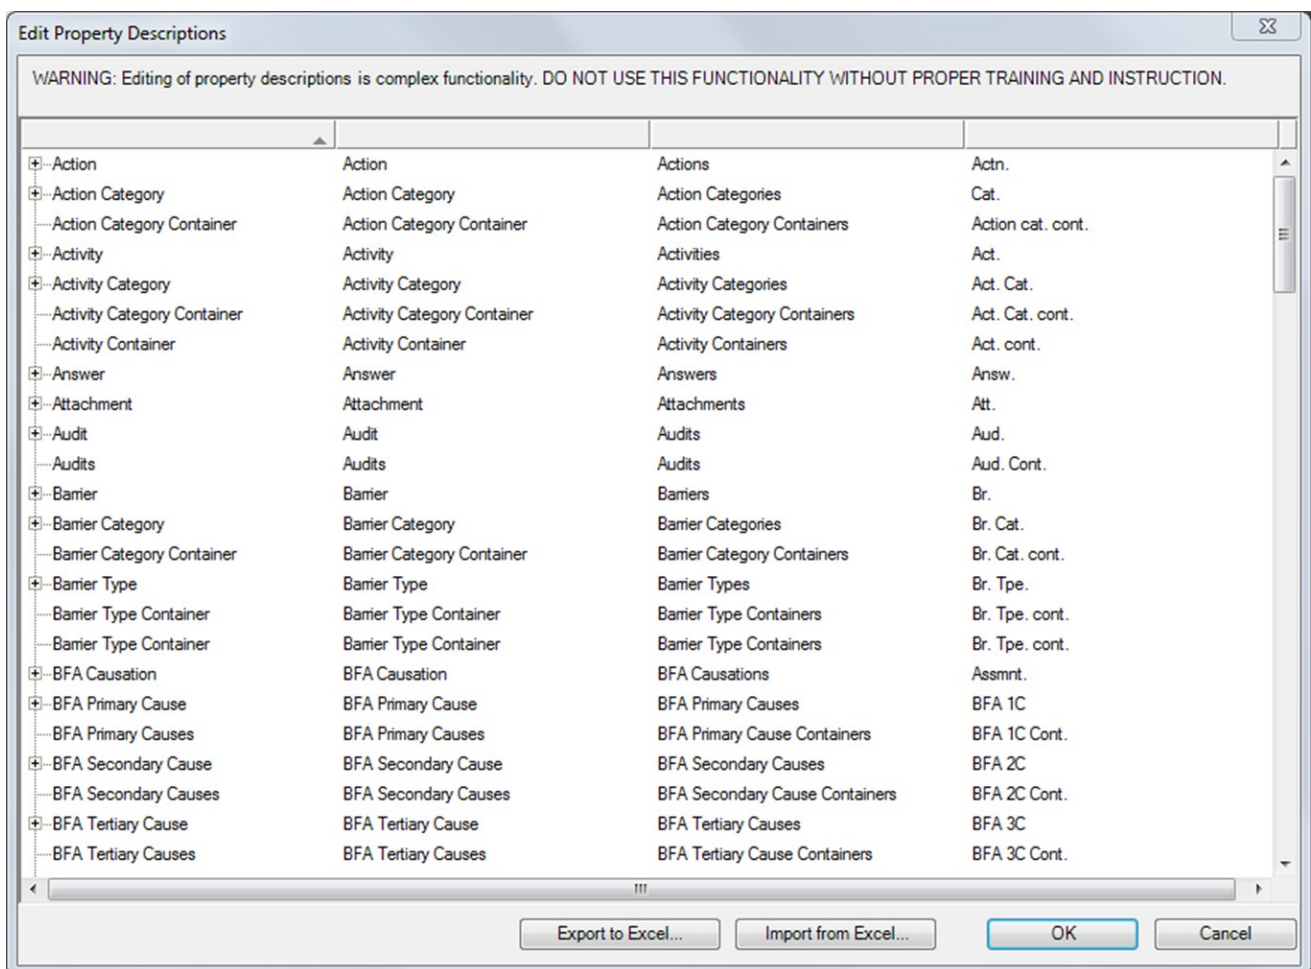 Edit Property Descriptions
WARNING: Editing of property descriptions is complex functionality. DO NOT USE THIS FUNCTIONALITY WITHOUT PROPER TRAINING AND INSTRUCTION.
Action Action Actions Actn.
Action Category Action Category Action Categories Cat.
Action Category Container Action Category Container Action Category Containers Action cat. cont.
Activity Activity Activities Act.
Activity Category Activity Category Activity Categories Act. Cat.
Activity Category Container Activity Category Container Activity Category Containers Act. Cat. cont.
Activity Container Activity Container Activity Containers Act. cont.
Answer Answer Answers Answ.
Attachment Attachment Attachments Att.
Audit Audit Audits Aud.
Audits Audits Audits Aud. Cont.
Barrier Barrier Barriers Br.
Barrier Category Barrier Category Barrier Categories Br. Cat.
Barrier Category Container Barrier Category Container Barrier Category Containers Br. Cat. cont.
Barrier Type Barrier Type Barrier Types Br. Tpe.
Barrier Type Container Barrier Type Container Barrier Type Containers Br. Tpe. cont.
Barrier Type Container Barrier Type Container Barrier Type Containers Br. Tpe. cont.
BFA Causation BFA Causation BFA Causations Assmnt.
BFA Primary Cause BFA Primary Cause BFA Primary Causes BFA 1C
BFA Primary Causes BFA Primary Causes BFA Primary Cause Containers BFA 1C Cont.
BFA Secondary Cause BFA Secondary Cause BFA Secondary Causes BFA 2C
BFA Secondary Causes BFA Secondary Causes BFA Secondary Cause Containers BFA 2C Cont.
BFA Tertiary Cause BFA Tertiary Cause BFA Tertiary Causes BFA 3C
BFA Tertiary Causes BFA Tertiary Causes BFA Tertiary Cause Containers BFA 3C Cont.
Export to Excel... Import from Excel... OK Cancel